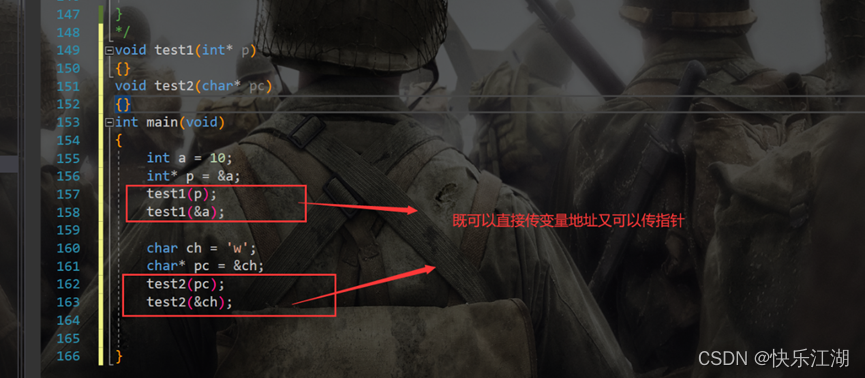 147 }
148 */
149 void test1(int* p)
150 {}
151 void test2(char* pc)
152 {}
153 int main(void)
154 {
155 int a = 10;
156 int* p = &a;
157 test1(p);
158 test1(&a);
既可以直接传变量地址又可以传指针
159
160 char ch = 'w';
161 char* pc = &ch;
162 test2(pc);
163 test2(&ch);
164
165
166 }
CSDN @快乐江湖